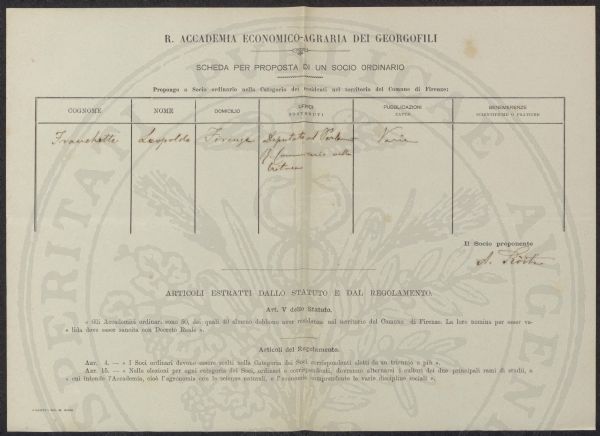 R. ACCADEMIA ECONOMICO-AGRARIA DEI GEORGOFILI
SCHEDA PER PROPOSTA DI UN SOCIO ORDINARIO
Propongo a Socio ordinario nella Categoria dei residenti nel territorio del Comune di Firenze:
COGNOME NOME DOMICILIO UFFICI SOSTENUTI PUBBLICAZIONI FATTE BENEMERENZE SCIENTIFICHE O PRATICHE
Franchetti Leopoldo Firenze Deputato al Varie
Il Socio proponente
ARTICOLI ESTRATTI DALLO STATUTO E DAL REGOLAMENTO.
Art. V dello Statuto.
« Gli Accademici ordinari sono 50, dei quali 40 almeno debbono aver residenza nel territorio del Comune di Firenze. La loro nomina per esser va-
« lida deve esser sancita con Decreto Reale ».
Articoli del Regolamento.
ART. 4. — « I Soci ordinari devono essere scelti nella Categoria dei Soci corrispondenti eletti da un triennio o più ».
ART. 15. — « Nelle elezioni per ogni categoria dei Soci, ordinari e corrispondenti, dovranno alternarsi i cultori dei due principali rami di studii, a
« cui intende l'Accademia, cioè l'agronomia con le scienze naturali, e l'economia comprendente le varie discipline sociali ».